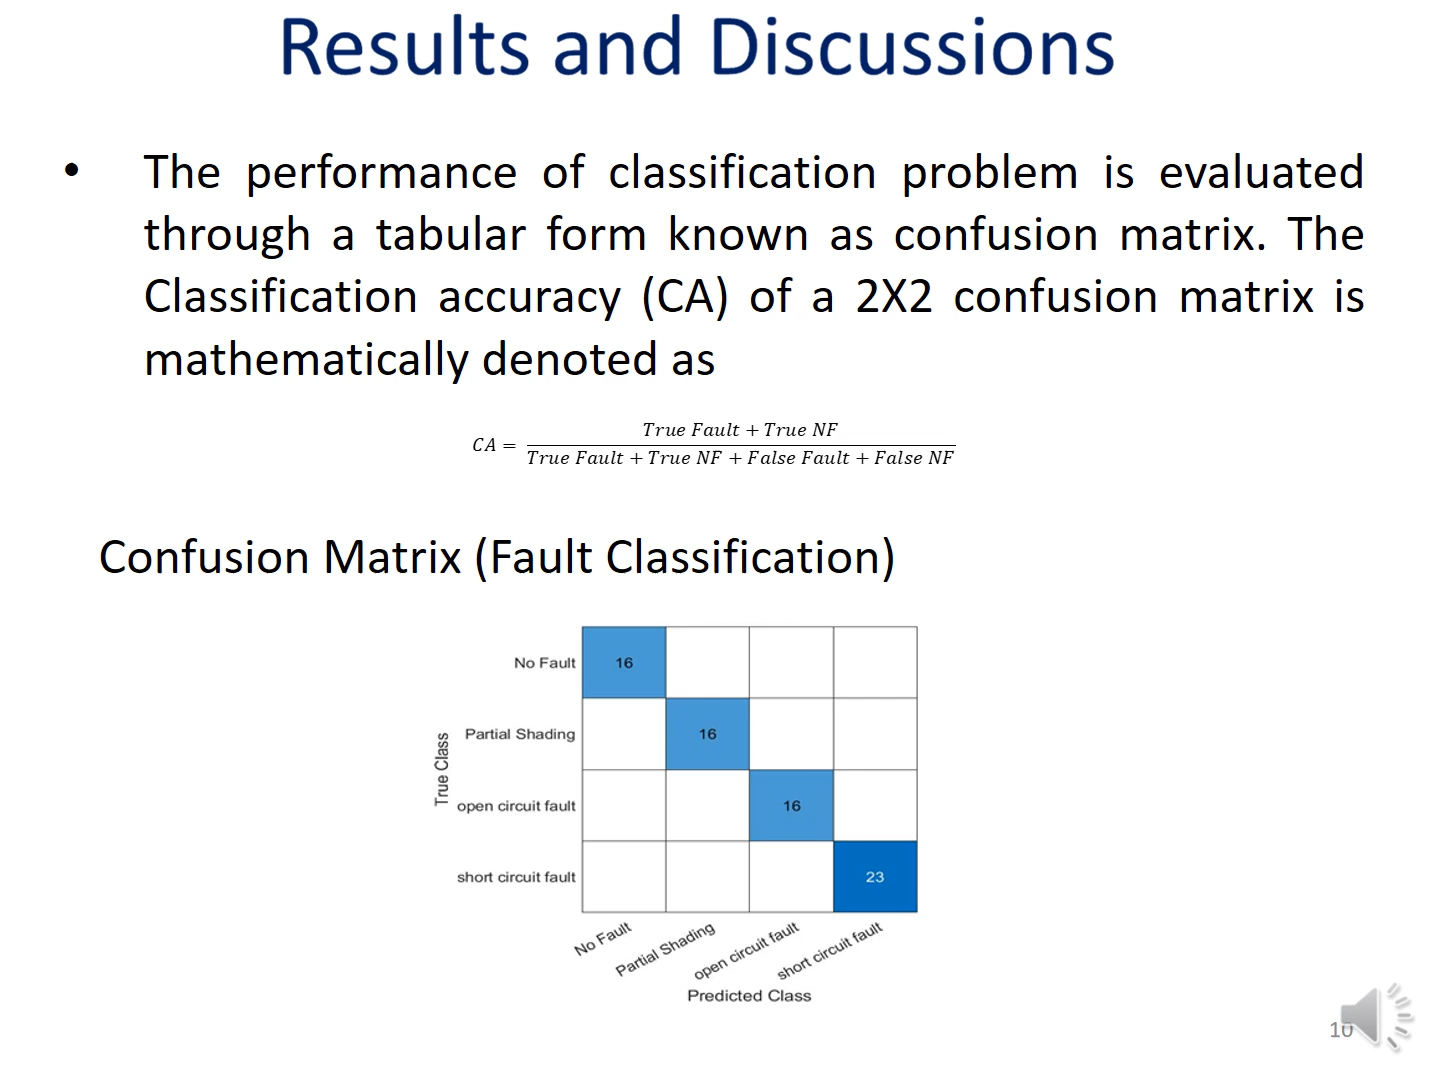 Results and Discussions
• The performance of classification problem is evaluated
through a tabular form known as confusion matrix. The
Classification accuracy (CA) of a 2X2 confusion matrix is
mathematically denoted as
CA = True Fault + True NF
True Fault + True NF + False Fault + False NF
Confusion Matrix (Fault Classification)
True Class
No Fault 16
Partial Shading 16
open circuit fault 16
short circuit fault 23
No Fault Partial Shading open circuit fault short circuit fault
Predicted Class
10